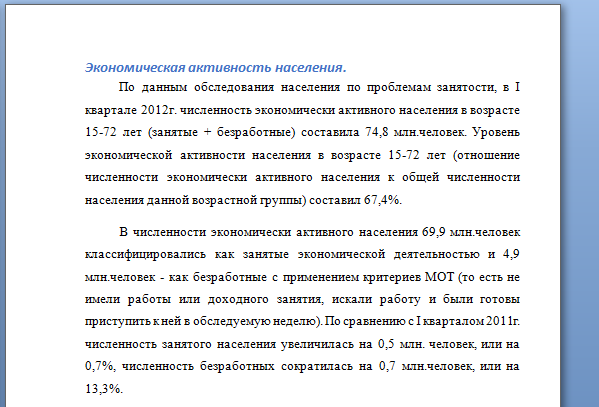 Экономическая активность населения.
По данным обследования населения по проблемам занятости, в I
квартале 2012г. численность экономически активного населения в возрасте
15-72 лет (занятые + безработные) составила 74,8 млн.человек. Уровень
экономической активности населения в возрасте 15-72 лет (отношение
численности экономически активного населения к общей численности
населения данной возрастной группы) составил 67,4%.
В численности экономически активного населения 69,9 млн.человек
классифицировались как занятые экономической деятельностью и 4,9
млн.человек - как безработные с применением критериев МОТ (то есть не
имели работы или доходного занятия, искали работу и были готовы
приступить к ней в обследуемую неделю). По сравнению с I кварталом 2011г.
численность занятого населения увеличилась на 0,5 млн. человек, или на
0,7%, численность безработных сократилась на 0,7 млн.человек, или на
13,3%.